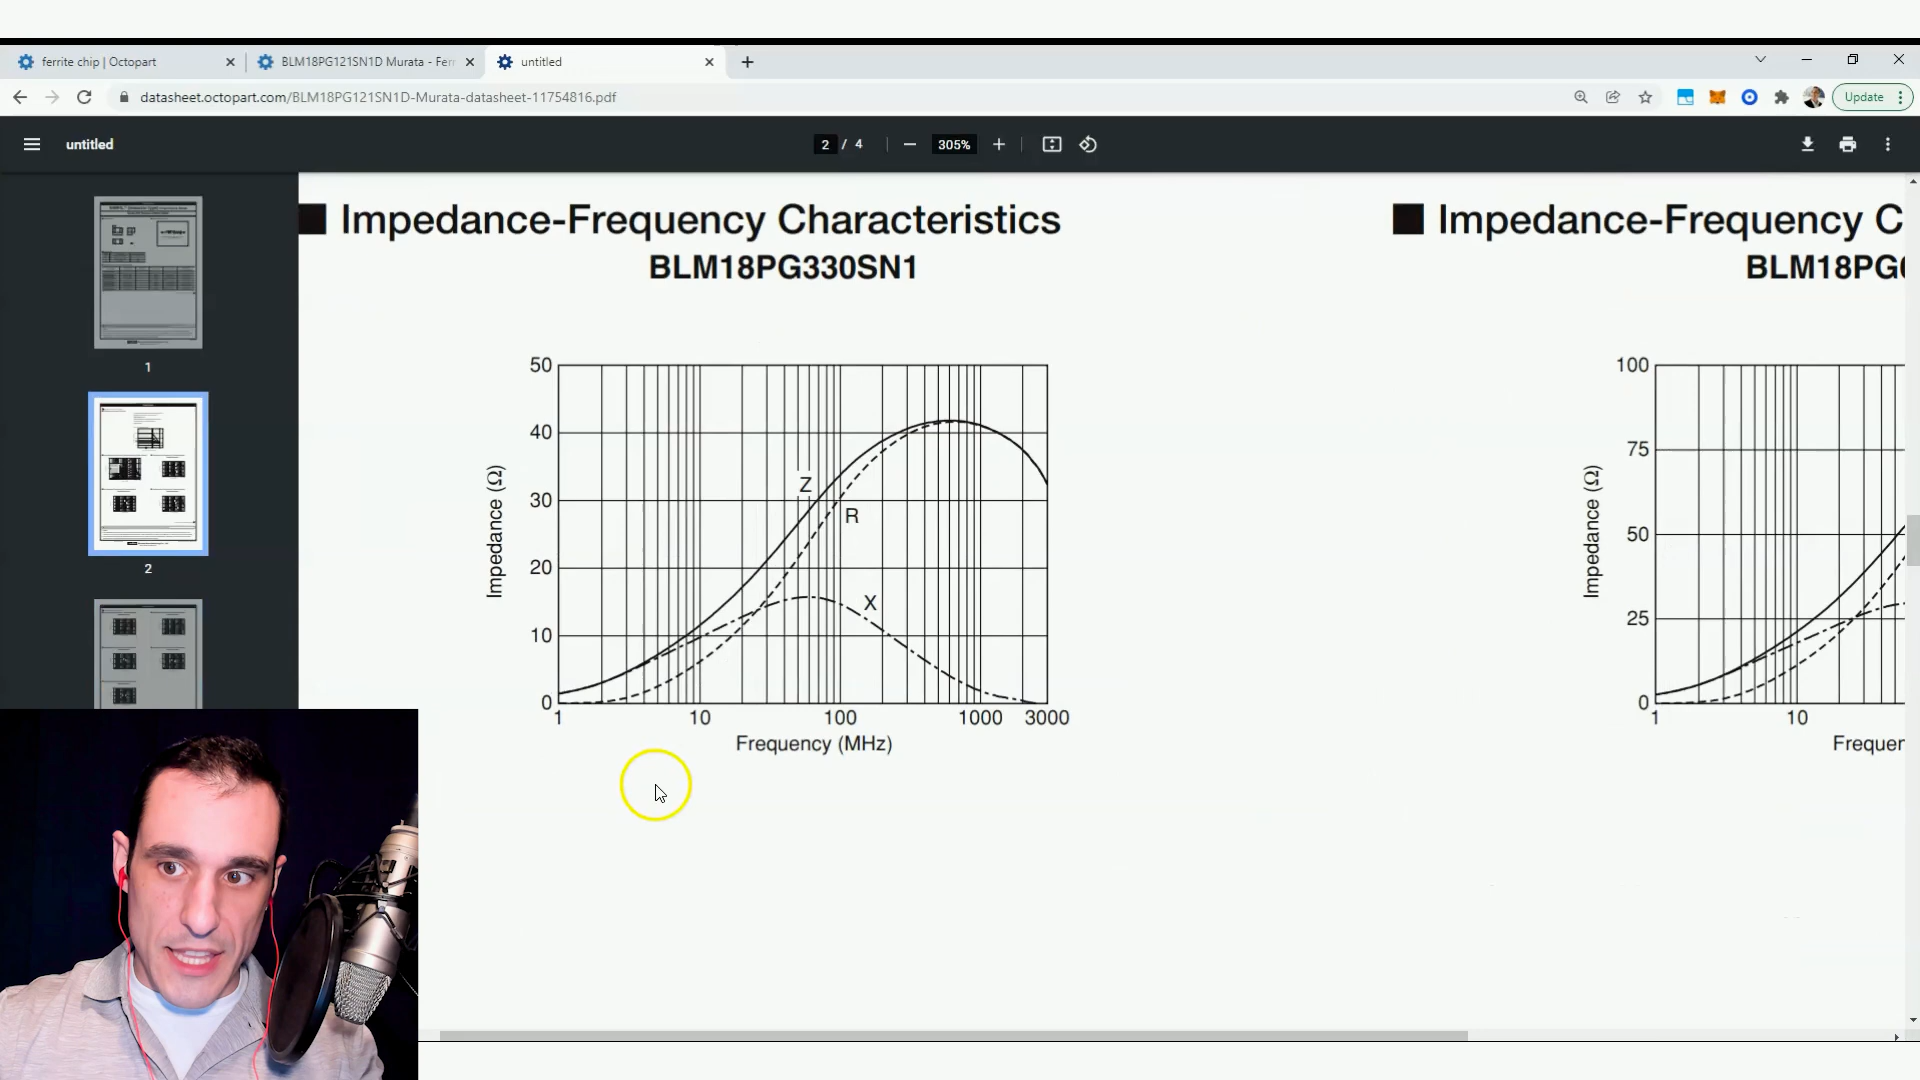 ferrite chip | Octopart
BLM18PG121SN1D Murata - Ferr
untitled
datasheet.octopart.com/BLM18PG121SN1D-Murata-datasheet-11754816.pdf
Update
untitled
2 / 4
305%
1
2
■ Impedance-Frequency Characteristics
BLM18PG330SN1
50
40
30
20
10
0
Impedance (Ω)
Z
R
X
1 10 100 1000 3000
Frequency (MHz)
■ Impedance-Frequency C
BLM18PG
100
75
50
25
0
Impedance (Ω)
1 10
Frequen